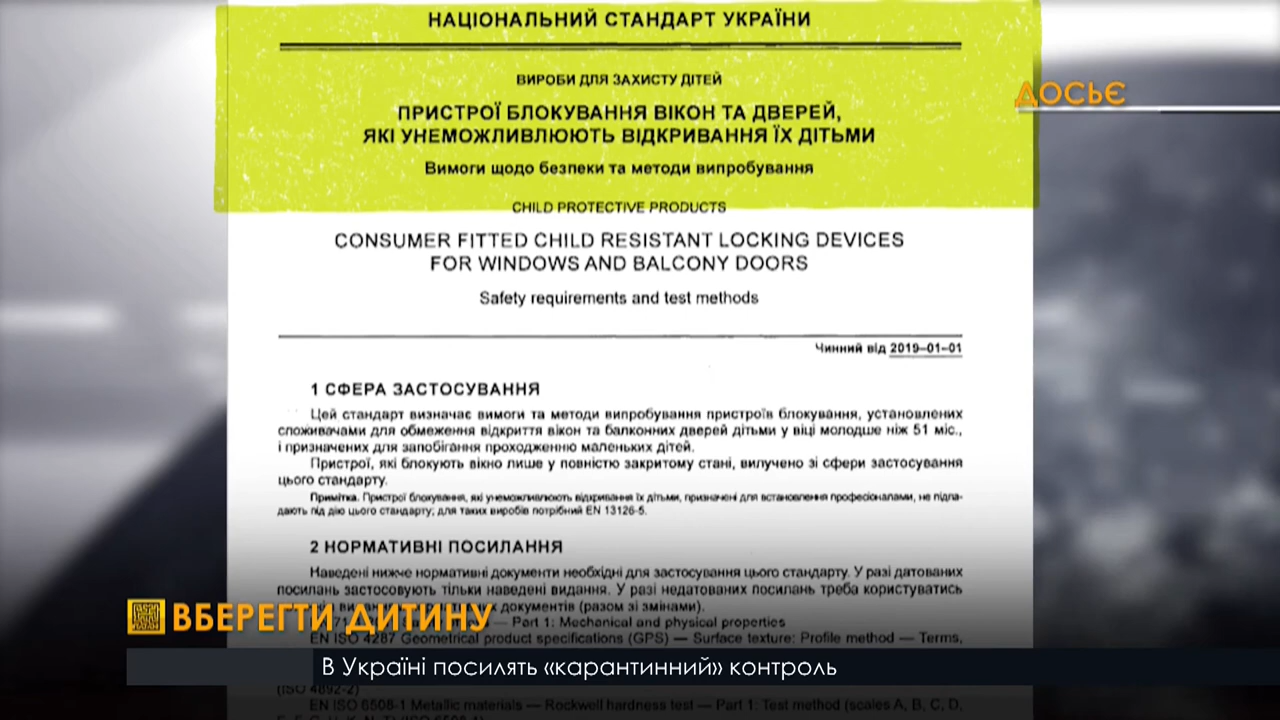 НАЦІОНАЛЬНИЙ СТАНДАРТ УКРАЇНИ
ВИРОБИ ДЛЯ ЗАХИСТУ ДІТЕЙ
ДОСЬЄ
ПРИСТРОЇ БЛОКУВАННЯ ВІКОН ТА ДВЕРЕЙ,
ЯКІ УНЕМОЖЛИВЛЮЮТЬ ВІДКРИВАННЯ ЇХ ДІТЬМИ
Вимоги щодо безпеки та методи випробування
CHILD PROTECTIVE PRODUCTS
CONSUMER FITTED CHILD RESISTANT LOCKING DEVICES
FOR WINDOWS AND BALCONY DOORS
Safety requirements and test methods
Чинний від 2019–01–01
1 СФЕРА ЗАСТОСУВАННЯ
Цей стандарт визначає вимоги та методи випробування пристроїв блокування, установлених
споживачами для обмеження відкриття вікон та балконних дверей дітьми у віці молодше ніж 51 міс.,
і призначених для запобігання проходженню маленьких дітей.
Пристрої, які блокують вікно лише у повністю закритому стані, вилучено зі сфери застосування
цього стандарту.
Примітка. Пристрої блокування, які унеможливлюють відкривання їх дітьми, призначені для встановлення професіоналами, не підпа-
дають під дію цього стандарту; для таких виробів потрібний EN 13126-5.
2 НОРМАТИВНІ ПОСИЛАННЯ
Наведені нижче нормативні документи необхідні для застосування цього стандарту. У разі датованих
посилань застосовують тільки наведені видання. У разі недатованих посилань треба користуватись
документів (разом зі змінами).
— Part 1: Mechanical and physical properties
ВБЕРЕГТИ ДИТИНУ
EN ISO 4287 Geometrical product specifications (GPS) — Surface texture: Profile method — Terms,
В Україні посилять «карантинний» контроль
(ISO 4892-2)
EN ISO 6508-1 Metallic materials — Rockwell hardness test — Part 1: Test method (scales A, B, C, D,